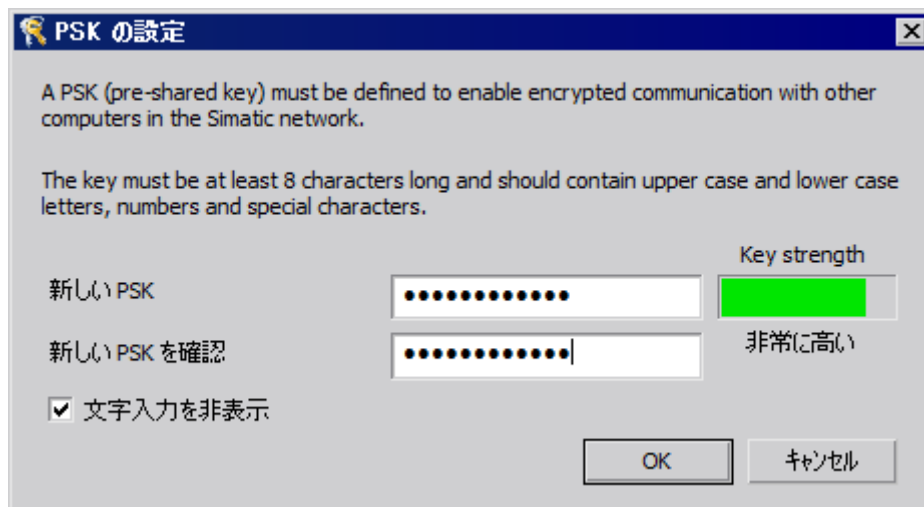 PSK の設定
A PSK (pre-shared key) must be defined to enable encrypted communication with other
computers in the Simatic network.
The key must be at least 8 characters long and should contain upper case and lower case
letters, numbers and special characters.
Key strength
新しい PSK
••••••••••••
新しい PSK を確認
••••••••••••
非常に高い
文字入力を非表示
OK
キャンセル